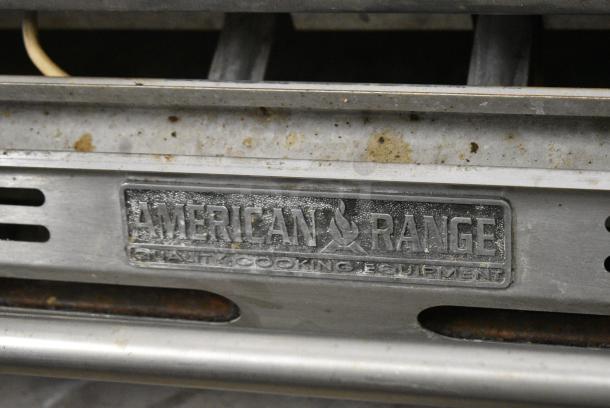 AMERICAN RANGE
QUALITY COOKING EQUIPMENT